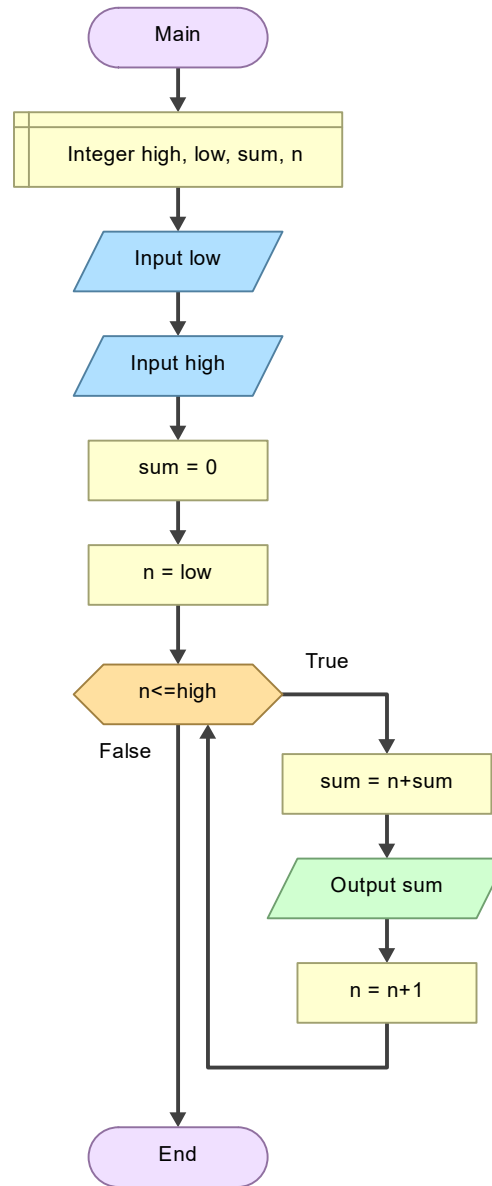 Main
Integer high, low, sum, n
Input low
Input high
sum = 0
n = low
n<=high
True
False
sum = n+sum
Output sum
n = n+1
End